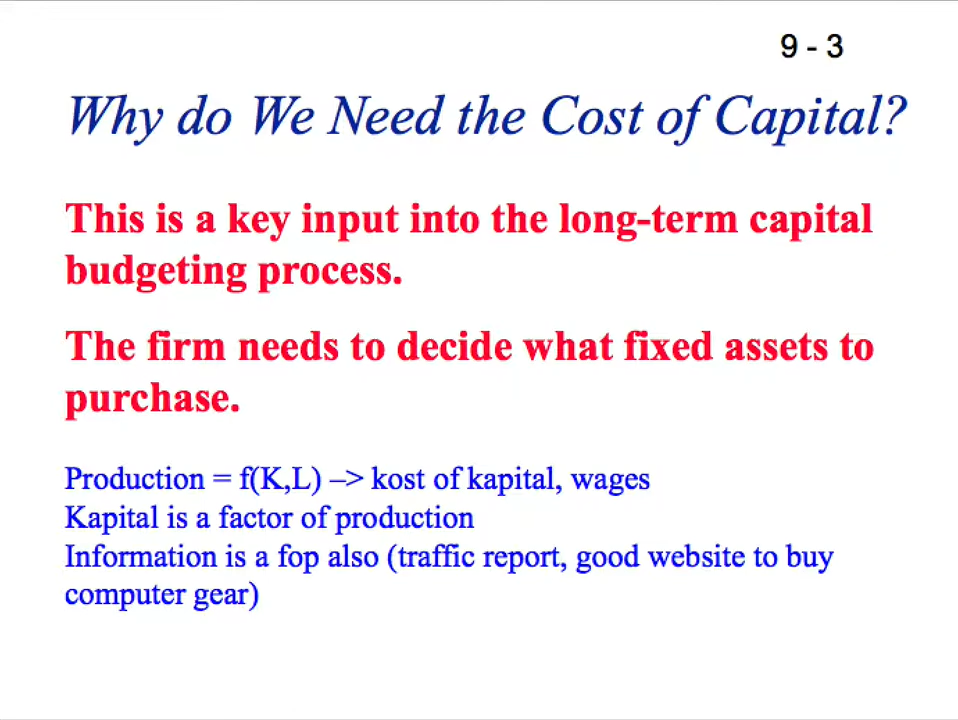 9 - 3
Why do We Need the Cost of Capital?
This is a key input into the long-term capital
budgeting process.
The firm needs to decide what fixed assets to
purchase.
Production = f(K,L) –> kost of kapital, wages
Kapital is a factor of production
Information is a fop also (traffic report, good website to buy
computer gear)